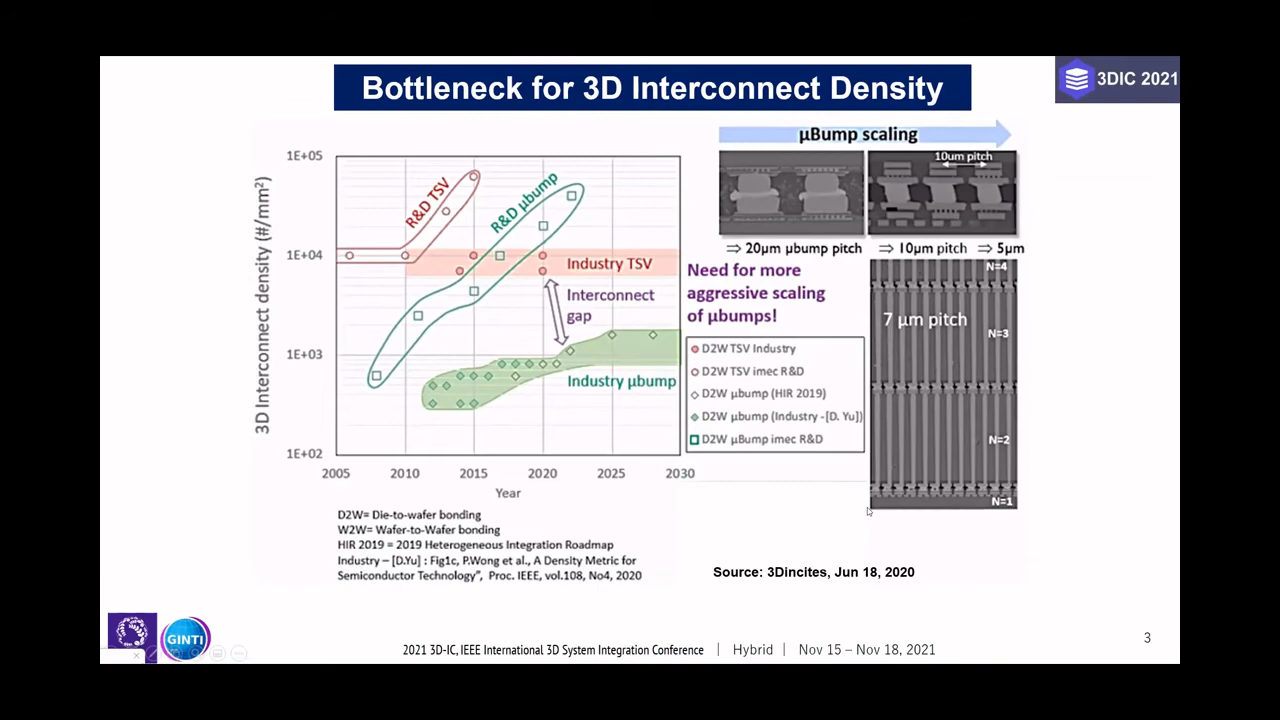 Bottleneck for 3D Interconnect Density
3DIC 2021
3D Interconnect density (#/mm²)
1E+05
1E+04
1E+03
1E+02
2005 2010 2015 2020 2025 2030
Year
R&D TSV
R&D µbump
Industry TSV
Interconnect
gap
Industry µbump
µBump scaling
10um pitch
⇒ 20µm µbump pitch ⇒ 10µm pitch ⇒ 5µm
Need for more
aggressive scaling
of µbumps!
D2W TSV Industry
D2W TSV imec R&D
D2W µbump (HIR 2019)
D2W µbump (Industry -[D. Yu])
D2W µBump imec R&D
N=4
7 µm pitch
N=3
N=2
N=1
D2W= Die-to-wafer bonding
W2W= Wafer-to-Wafer bonding
HIR 2019 = 2019 Heterogeneous Integration Roadmap
Industry – [D.Yu] : Fig1c, P.Wong et al., A Density Metric for
Semiconductor Technology”, Proc. IEEE, vol.108, No4, 2020
Source: 3Dincites, Jun 18, 2020
GINTI
2021 3D-IC, IEEE International 3D System Integration Conference | Hybrid | Nov 15 – Nov 18, 2021
3